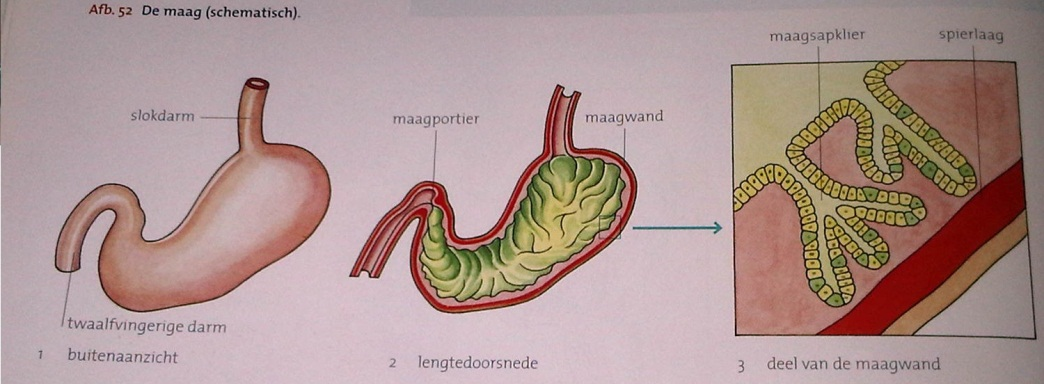 Afb. 52 De maag (schematisch).
slokdarm
twaalfvingerige darm
1 buitenaanzicht
maagportier
maagwand
2 lengtedoorsnede
maagsapklier
spierlaag
3 deel van de maagwand